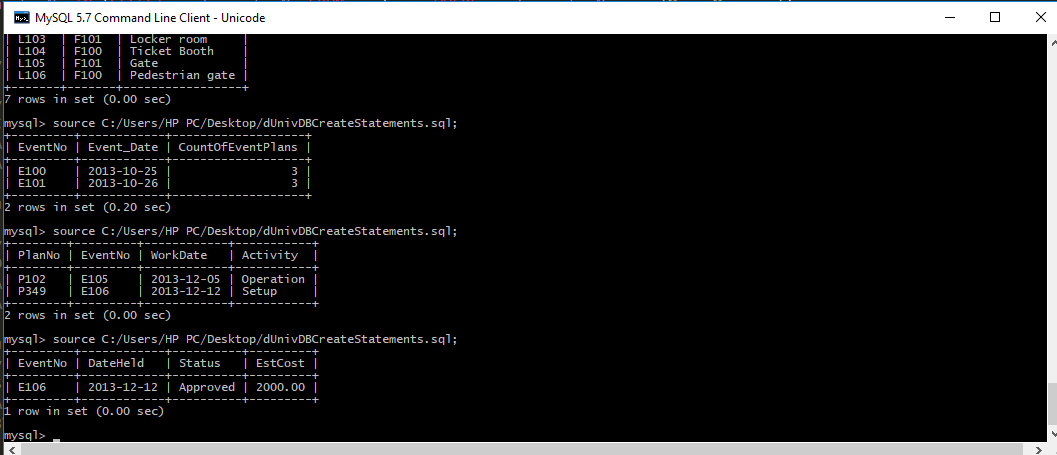 MySQL 5.7 Command Line Client - Unicode
| L103 | F101 | Locker room |
| L104 | F100 | Ticket Booth |
| L105 | F101 | Gate |
| L106 | F100 | Pedestrian gate |
+-------+-------+-----------------+
7 rows in set (0.00 sec)
mysql> source C:/Users/HP PC/Desktop/dUnivDBCreateStatements.sql;
+---------+------------+-------------------+
| EventNo | Event_Date | CountOfEventPlans |
+---------+------------+-------------------+
| E100 | 2013-10-25 | 3 |
| E101 | 2013-10-26 | 3 |
+---------+------------+-------------------+
2 rows in set (0.20 sec)
mysql> source C:/Users/HP PC/Desktop/dUnivDBCreateStatements.sql;
+--------+---------+------------+-----------+
| PlanNo | EventNo | WorkDate | Activity |
+--------+---------+------------+-----------+
| P102 | E105 | 2013-12-05 | Operation |
| P349 | E106 | 2013-12-12 | Setup |
+--------+---------+------------+-----------+
2 rows in set (0.00 sec)
mysql> source C:/Users/HP PC/Desktop/dUnivDBCreateStatements.sql;
+---------+------------+----------+---------+
| EventNo | DateHeld | Status | EstCost |
+---------+------------+----------+---------+
| E106 | 2013-12-12 | Approved | 2000.00 |
+---------+------------+----------+---------+
1 row in set (0.00 sec)
mysql>